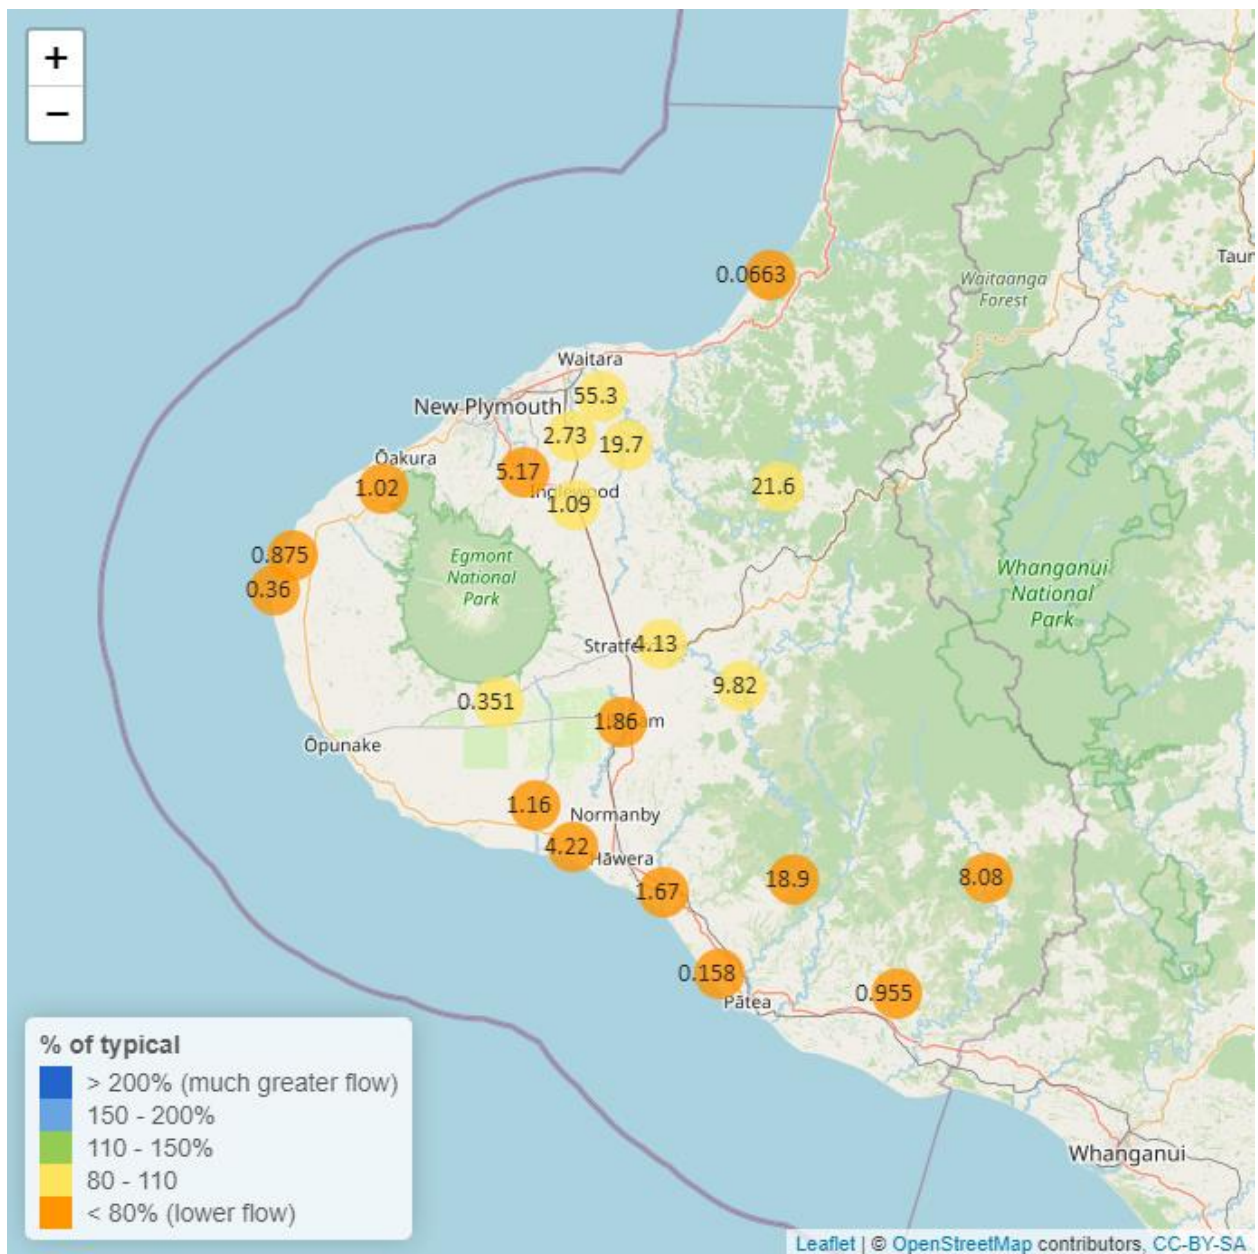 +
−
0.0663
Taur
Waitaanga
Forest
Waitara
55.3
New Plymouth
2.73
19.7
Ōakura
5.17
1.02
21.6
1.09
0.875
Egmont
National
Park
0.36
Whanganui
National
Park
4.13
9.82
0.351
1.86
Ōpunake
1.16
Normanby
4.22
Hāwera
18.9
8.08
1.67
0.158
0.955
Pātea
% of typical
> 200% (much greater flow)
150 - 200%
110 - 150%
80 - 110
< 80% (lower flow)
Whanganui
Leaflet | © OpenStreetMap contributors, CC-BY-SA